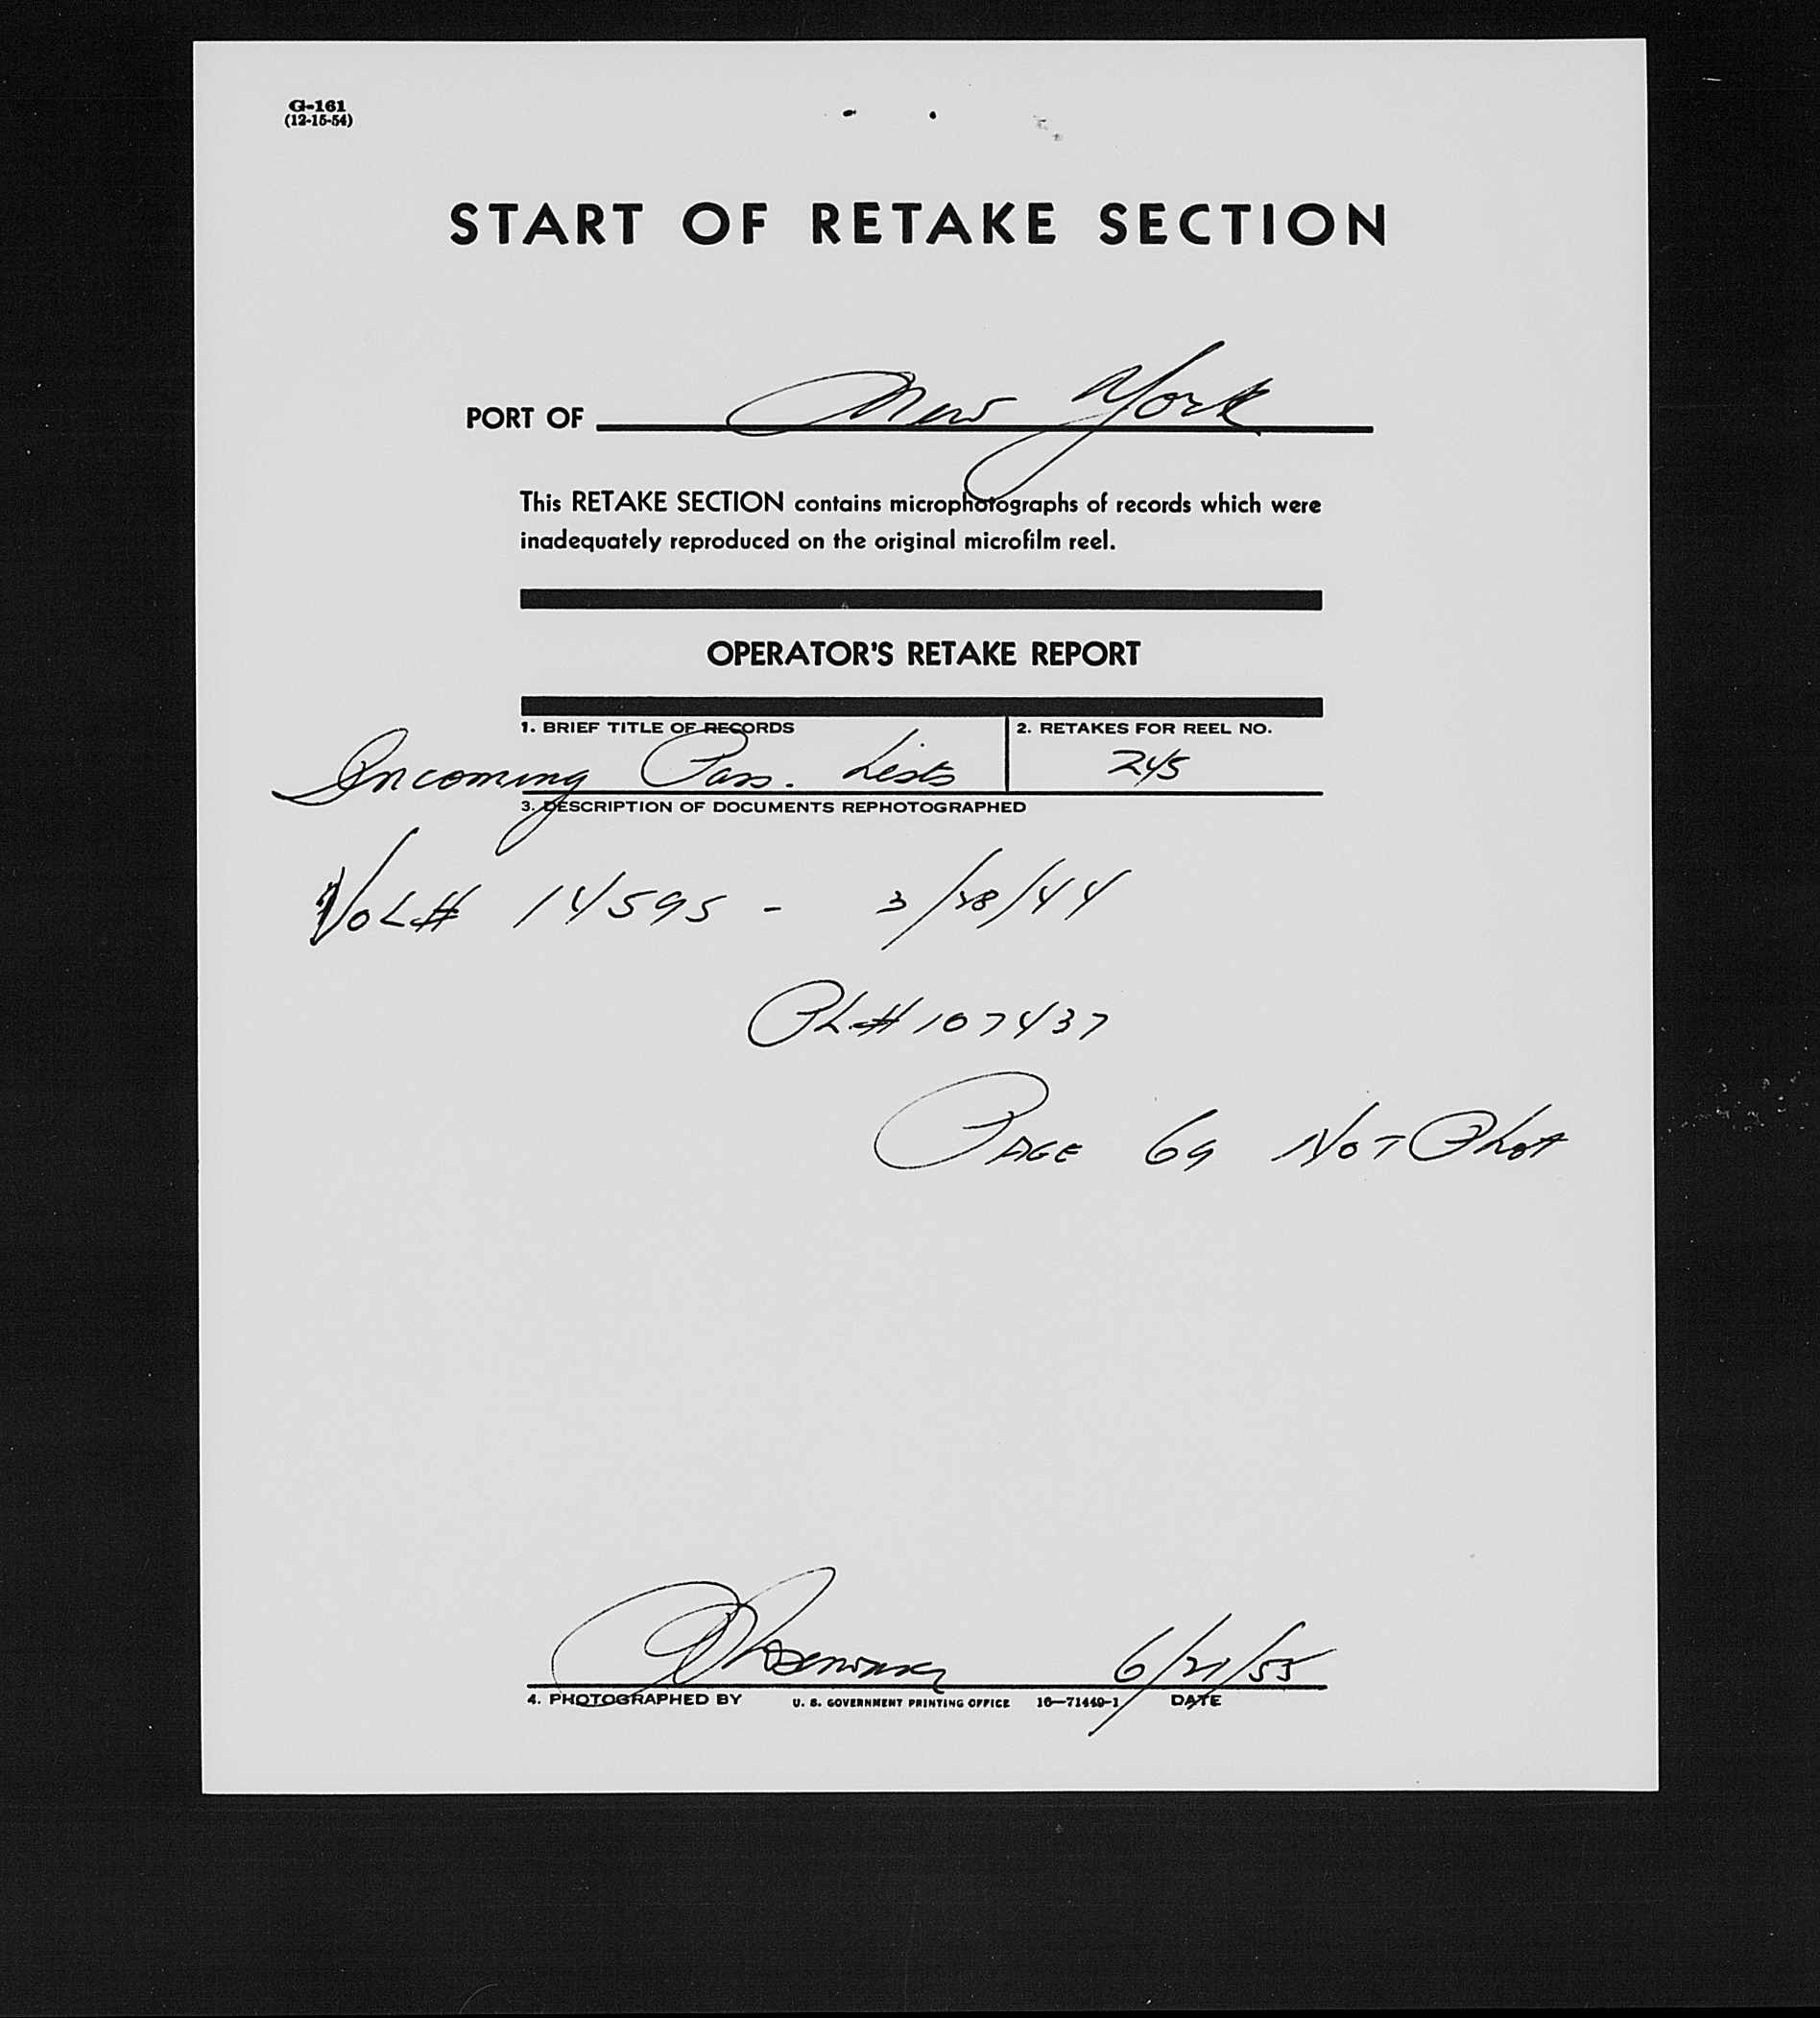 G-161
(12-15-54)
START OF RETAKE SECTION
PORT OF New York
This RETAKE SECTION contains microphotographs of records which were
inadequately reproduced on the original microfilm reel.
OPERATOR'S RETAKE REPORT
1. BRIEF TITLE OF RECORDS
2. RETAKES FOR REEL NO.
Incoming Pass. Lists
245
3. DESCRIPTION OF DOCUMENTS REPHOTOGRAPHED
Vol# 14595 - 3/28/44
PL# 107437
PAGE 69 NOT Phot
6/21/55
4. PHOTOGRAPHED BY U. S. GOVERNMENT PRINTING OFFICE 16—71449-1 DATE